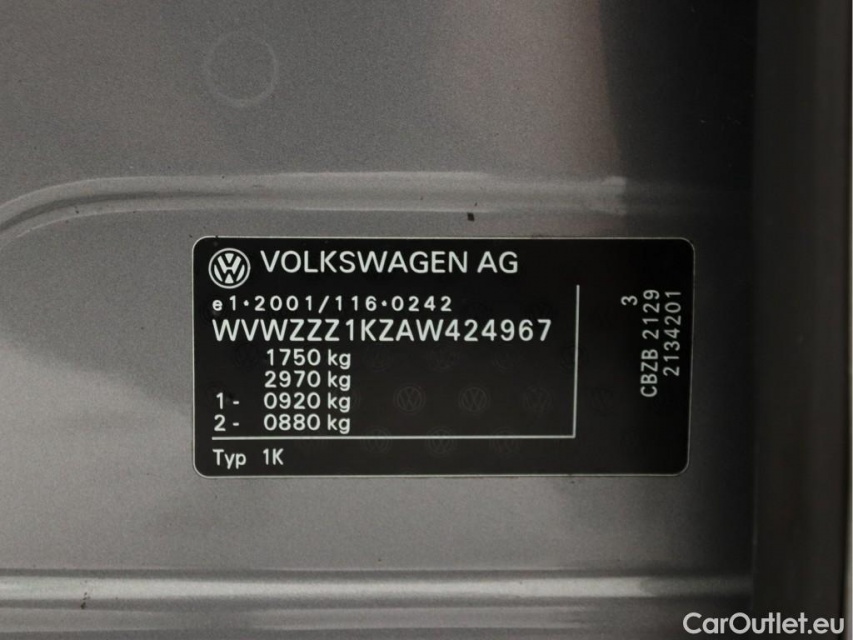 VOLKSWAGEN AG
e1*2001/116*0242
WVWZZZ1KZAW424967
1750 kg
2970 kg
1- 0920 kg
2- 0880 kg
Typ 1K
3
CBZB 2129
2134201
CarOutlet.eu